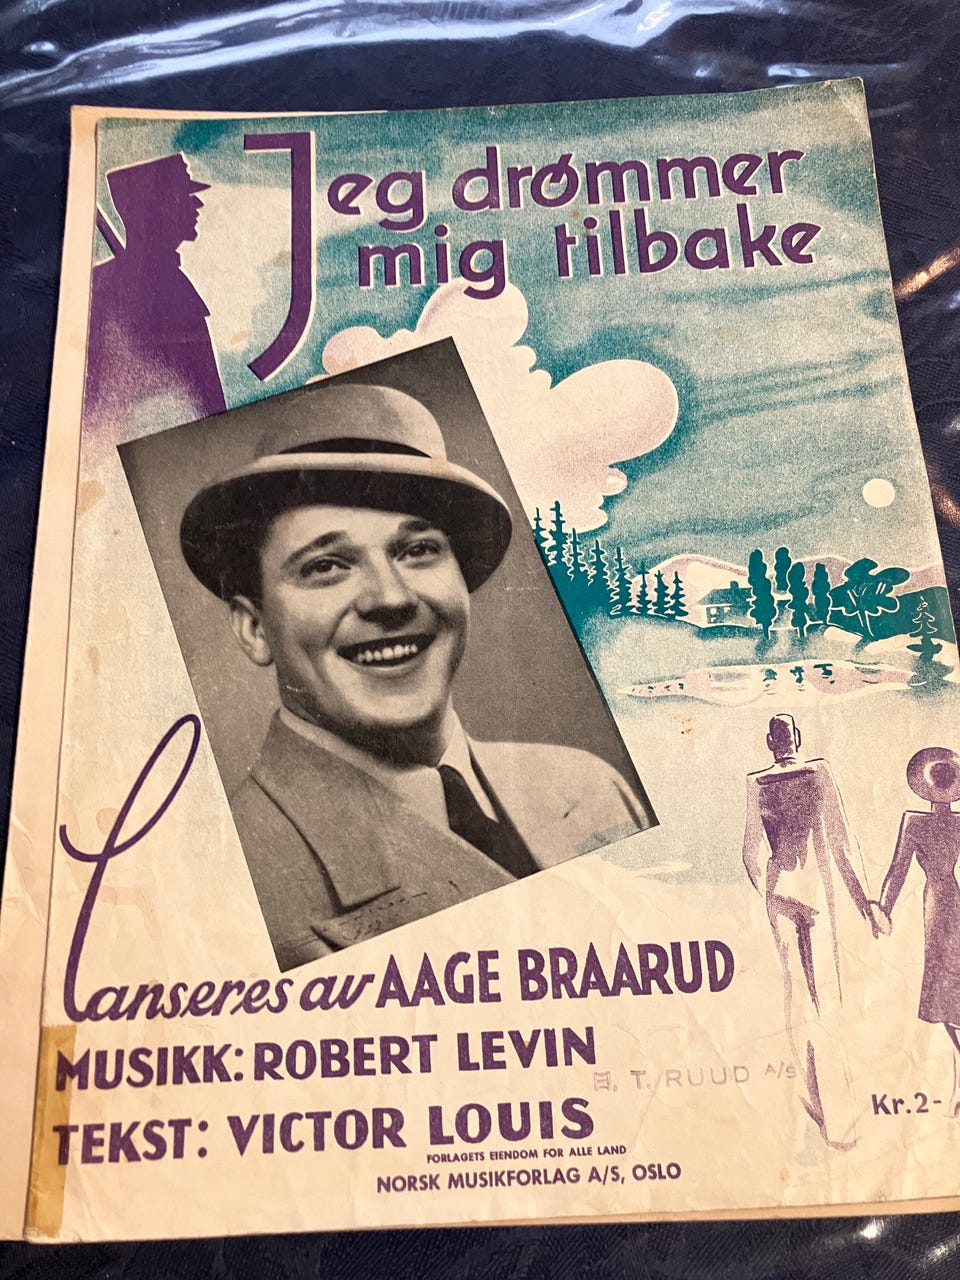 Jeg drømmer
mig tilbake
Lanseres av AAGE BRAARUD
MUSIKK: ROBERT LEVIN
T. RUUD A/S
TEKST: VICTOR LOUIS
Kr. 2-
FORLAGETS EIENDOM FOR ALLE LAND
NORSK MUSIKFORLAG A/S, OSLO